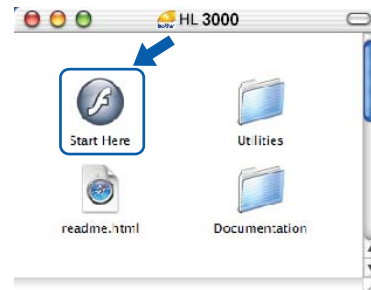 HL 3000
Start Here
Utilities
readme.html
Documentation